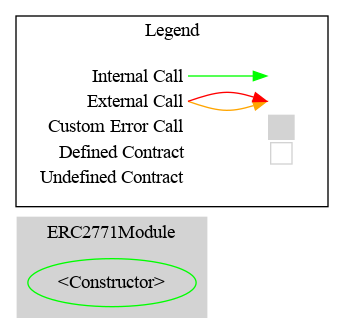 Legend
Internal Call
External Call
Custom Error Call
Defined Contract
Undefined Contract
ERC2771Module
<Constructor>